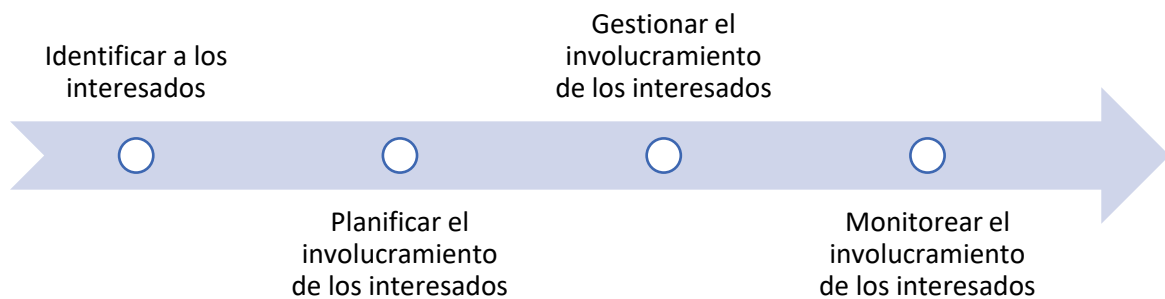 Identificar a los
interesados
Planificar el
involucramiento
de los interesados
Gestionar el
involucramiento
de los interesados
Monitorear el
involucramiento
de los interesados